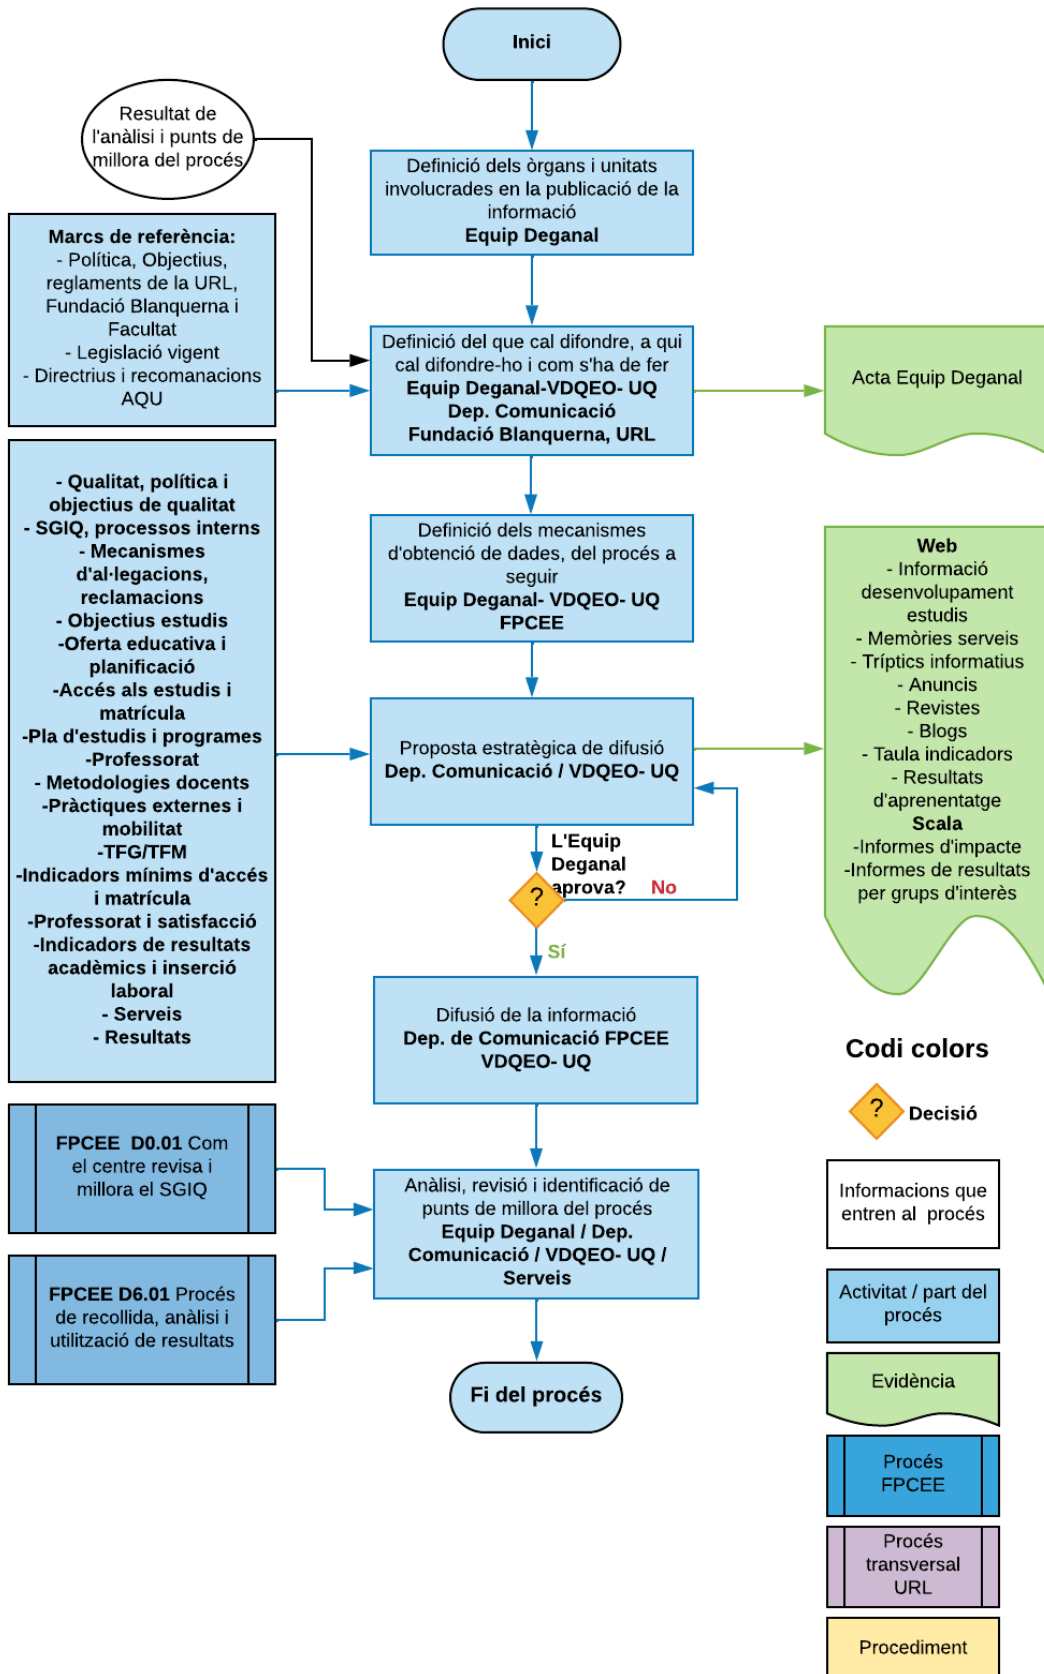 Inici
Resultat de
l'anàlisi i punts de
millora del procés
Definició dels òrgans i unitats
involucrades en la publicació de la
informació
Equip Deganal
Marcs de referència:
- Política, Objectius,
reglaments de la URL,
Fundació Blanquerna i
Facultat
- Legislació vigent
- Directrius i recomanacions
AQU
Definició del que cal difondre, a qui
cal difondre-ho i com s'ha de fer
Equip Deganal-VDQEO- UQ
Dep. Comunicació
Fundació Blanquerna, URL
Acta Equip Deganal
- Qualitat, política i
objectius de qualitat
- SGIQ, processos interns
- Mecanismes
d'al·legacions,
reclamacions
- Objectius estudis
-Oferta educativa i
planificació
-Accés als estudis i
matrícula
-Pla d'estudis i programes
-Professorat
- Metodologies docents
-Pràctiques externes i
mobilitat
-TFG/TFM
-Indicadors mínims d'accés
i matrícula
-Professorat i satisfacció
-Indicadors de resultats
acadèmics i inserció
laboral
- Serveis
- Resultats
Definició dels mecanismes
d'obtenció de dades, del procés a
seguir
Equip Deganal- VDQEO- UQ
FPCEE
Proposta estratègica de difusió
Dep. Comunicació / VDQEO- UQ
Web
- Informació
desenvolupament
estudis
- Memòries serveis
- Tríptics informatius
- Anuncis
- Revistes
- Blogs
- Taula indicadors
- Resultats
d'aprenentatge
Scala
-Informes d'impacte
-Informes de resultats
per grups d'interès
L'Equip
Deganal
aprova?
?
No
Sí
Difusió de la informació
Dep. de Comunicació FPCEE
VDQEO- UQ
FPCEE D0.01 Com
el centre revisa i
millora el SGIQ
FPCEE D6.01 Procés
de recollida, anàlisi i
utilització de resultats
Anàlisi, revisió i identificació de
punts de millora del procés
Equip Deganal / Dep.
Comunicació / VDQEO- UQ /
Serveis
Fi del procés
Codi colors
? Decisió
Informacions que
entren al procés
Activitat / part del
procés
Evidència
Procés
FPCEE
Procés
transversal
URL
Procediment